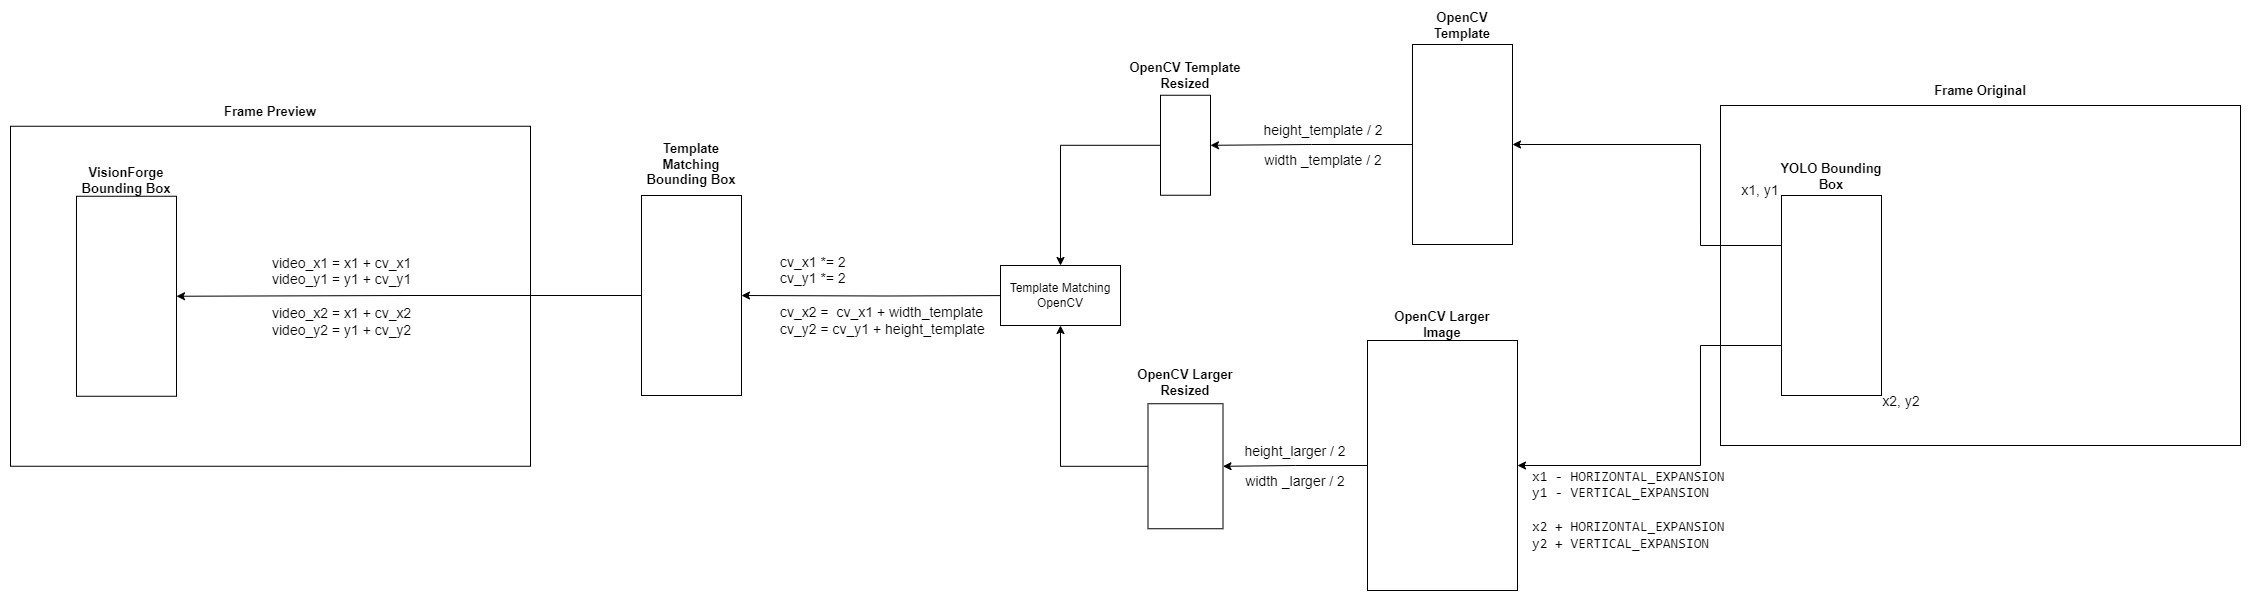 Frame Preview
VisionForge
Bounding Box
video_x1 = x1 + cv_x1
video_y1 = y1 + cv_y1
video_x2 = x1 + cv_x2
video_y2 = y1 + cv_y2
Template
Matching
Bounding Box
cv_x1 *= 2
cv_y1 *= 2
cv_x2 =  cv_x1 + width_template
cv_y2 = cv_y1 + height_template
Template Matching
OpenCV
OpenCV Template
Resized
height_template / 2
width _template / 2
OpenCV
Template
OpenCV Larger
Resized
height_larger / 2
width _larger / 2
OpenCV Larger
Image
x1 - HORIZONTAL_EXPANSION
y1 - VERTICAL_EXPANSION
x2 + HORIZONTAL_EXPANSION
y2 + VERTICAL_EXPANSION
Frame Original
YOLO Bounding
Box
x1, y1
x2, y2